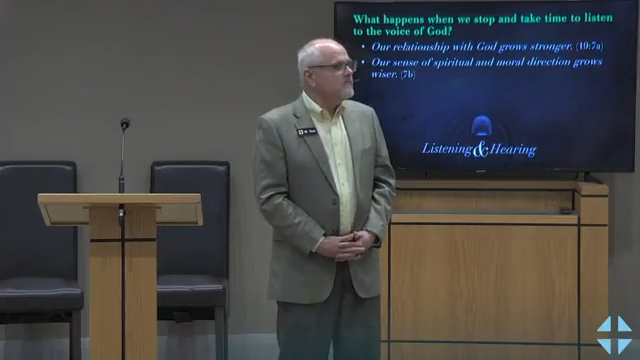 What happens when we stop and take time to listen
to the voice of God?
• Our relationship with God grows stronger. (19:7a)
• Our sense of spiritual and moral direction grows
wiser. (7b)
Listening & Hearing